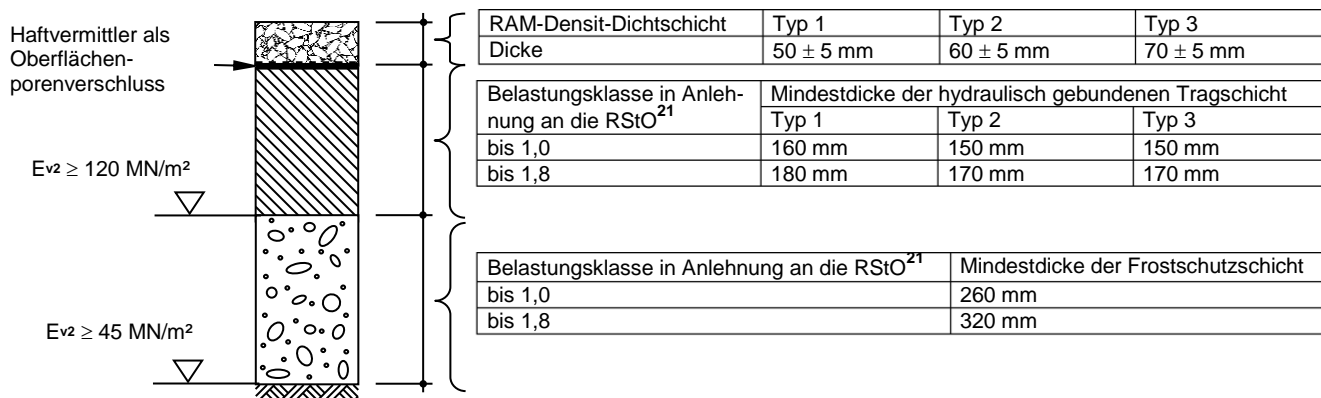 Haftvermittler als
Oberflächen-
porenverschluss
Ev2 ≥ 120 MN/m²
Ev2 ≥ 45 MN/m²
RAM-Densit-Dichtschicht Typ 1 Typ 2 Typ 3
Dicke 50 ± 5 mm 60 ± 5 mm 70 ± 5 mm
Belastungsklasse in Anleh-
nung an die RStO21
Mindestdicke der hydraulisch gebundenen Tragschicht
Typ 1 Typ 2 Typ 3
bis 1,0 160 mm 150 mm 150 mm
bis 1,8 180 mm 170 mm 170 mm
Belastungsklasse in Anlehnung an die RStO21 Mindestdicke der Frostschutzschicht
bis 1,0 260 mm
bis 1,8 320 mm